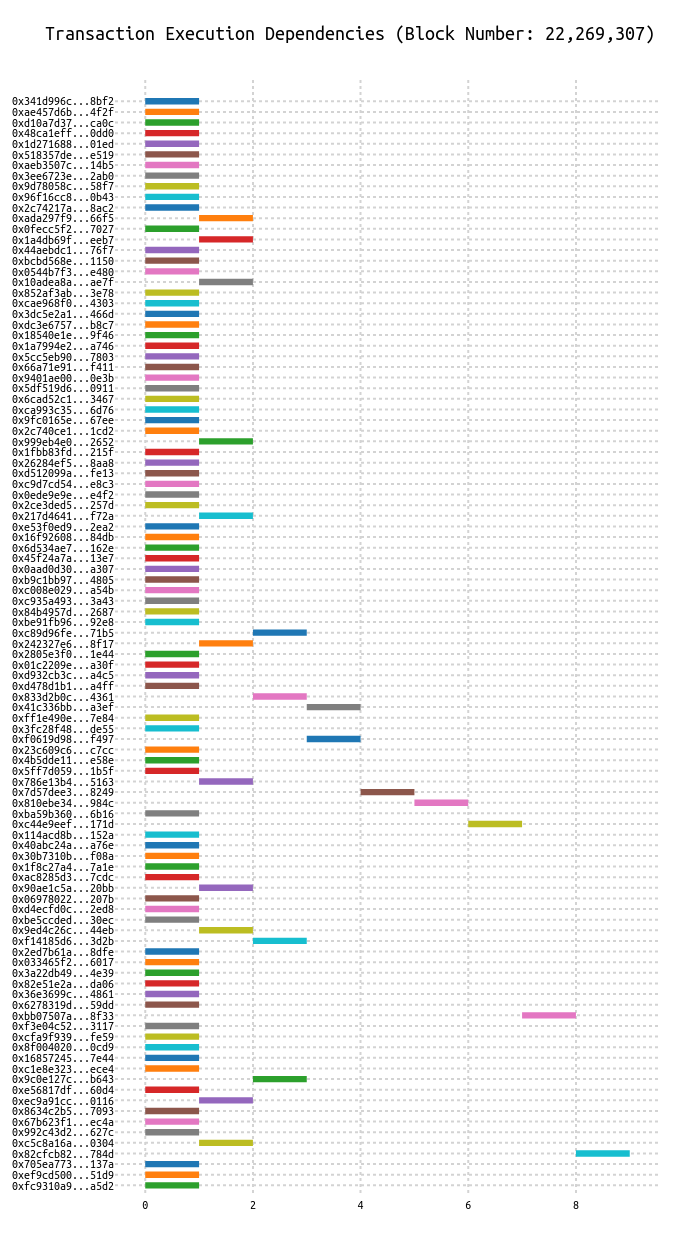 Transaction Execution Dependencies (Block Number: 22,269,307)
0x341d996c...8bf2
0xae457d6b...4f2f
0xd10a7d37...ca0c
0x48ca1eff...0dd0
0x1d271688...01ed
0x518357de...e519
0xaeb3507c...14b5
0x3ee6723e...2ab0
0x9d78058c...58f7
0x96f16cc8...0b43
0x2c74217a...8ac2
0xada297f9...66f5
0x0fecc5f2...7027
0x1a4db69f...eeb7
0x44aebdc1...76f7
0xbcbd568e...1150
0x0544b7f3...e480
0x10adea8a...ae7f
0x852af3ab...3e78
0xcae968f0...4303
0x3dc5e2a1...466d
0xdc3e6757...b8c7
0x18540e1e...9f46
0x1a7994e2...a746
0x5cc5eb90...7803
0x66a71e91...f411
0x9401ae00...0e3b
0x5df519d6...0911
0x6cad52c1...3467
0xca993c35...6d76
0x9fc0165e...67ee
0x2c740ce1...1cd2
0x999eb4e0...2652
0x1fbb83fd...215f
0x26284ef5...8aa8
0xd512099a...fe13
0xc9d7cd54...e8c3
0x0ede9e9e...e4f2
0x2ce3ded5...257d
0x217d4641...f72a
0xe53f0ed9...2ea2
0x16f92608...84db
0x6d534ae7...162e
0x45f24a7a...13e7
0x0aad0d30...a307
0xb9c1bb97...4805
0xc008e029...a54b
0xc935a493...3a43
0x84b4957d...2687
0xbe91fb96...92e8
0xc89d96fe...71b5
0x242327e6...8f17
0x2805e3f0...1e44
0x01c2209e...a30f
0xd932cb3c...a4c5
0xd478d1b1...a4ff
0x833d2b0c...4361
0x41c336bb...a3ef
0xff1e490e...7e84
0x3fc28f48...de55
0xf0619d98...f497
0x23c609c6...c7cc
0x4b5dde11...e58e
0x5ff7d059...1b5f
0x786e13b4...5163
0x7d57dee3...8249
0x810ebe34...984c
0xba59b360...6b16
0xc44e9eef...171d
0x114acd8b...152a
0x40abc24a...a76e
0x30b7310b...f08a
0x1f8c27a4...7a1e
0xac8285d3...7cdc
0x90ae1c5a...20bb
0x06978022...207b
0xd4ecfd0c...2ed8
0xbe5ccded...30ec
0x9ed4c26c...44eb
0xf14185d6...3d2b
0x2ed7b61a...8dfe
0x033465f2...6017
0x3a22db49...4e39
0x82e51e2a...da06
0x36e3699c...4861
0x6278319d...59dd
0xbb07507a...8f33
0xf3e04c52...3117
0xcfa9f939...fe59
0x8f004020...0cd9
0x16857245...7e44
0xc1e8e323...ece4
0x9c0e127c...b643
0xe56817df...60d4
0xec9a91cc...0116
0x8634c2b5...7093
0x67b623f1...ec4a
0x992c43d2...627c
0xc5c8a16a...0304
0x82cfcb82...784d
0x705ea773...137a
0xef9cd500...51d9
0xfc9310a9...a5d2
0 2 4 6 8